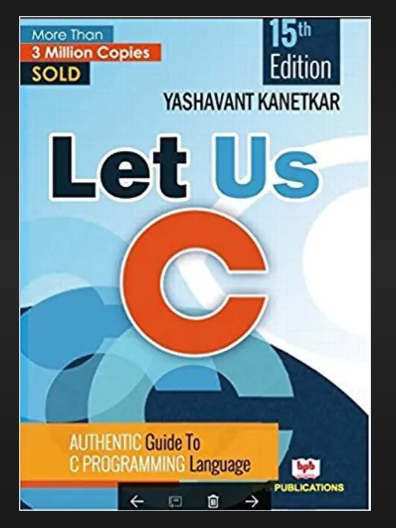 More Than
3 Million Copies
SOLD
15th
Edition
YASHAVANT KANETKAR
Let Us
C
AUTHENTIC Guide To
C PROGRAMMING Language
bpb
PUBLICATIONS